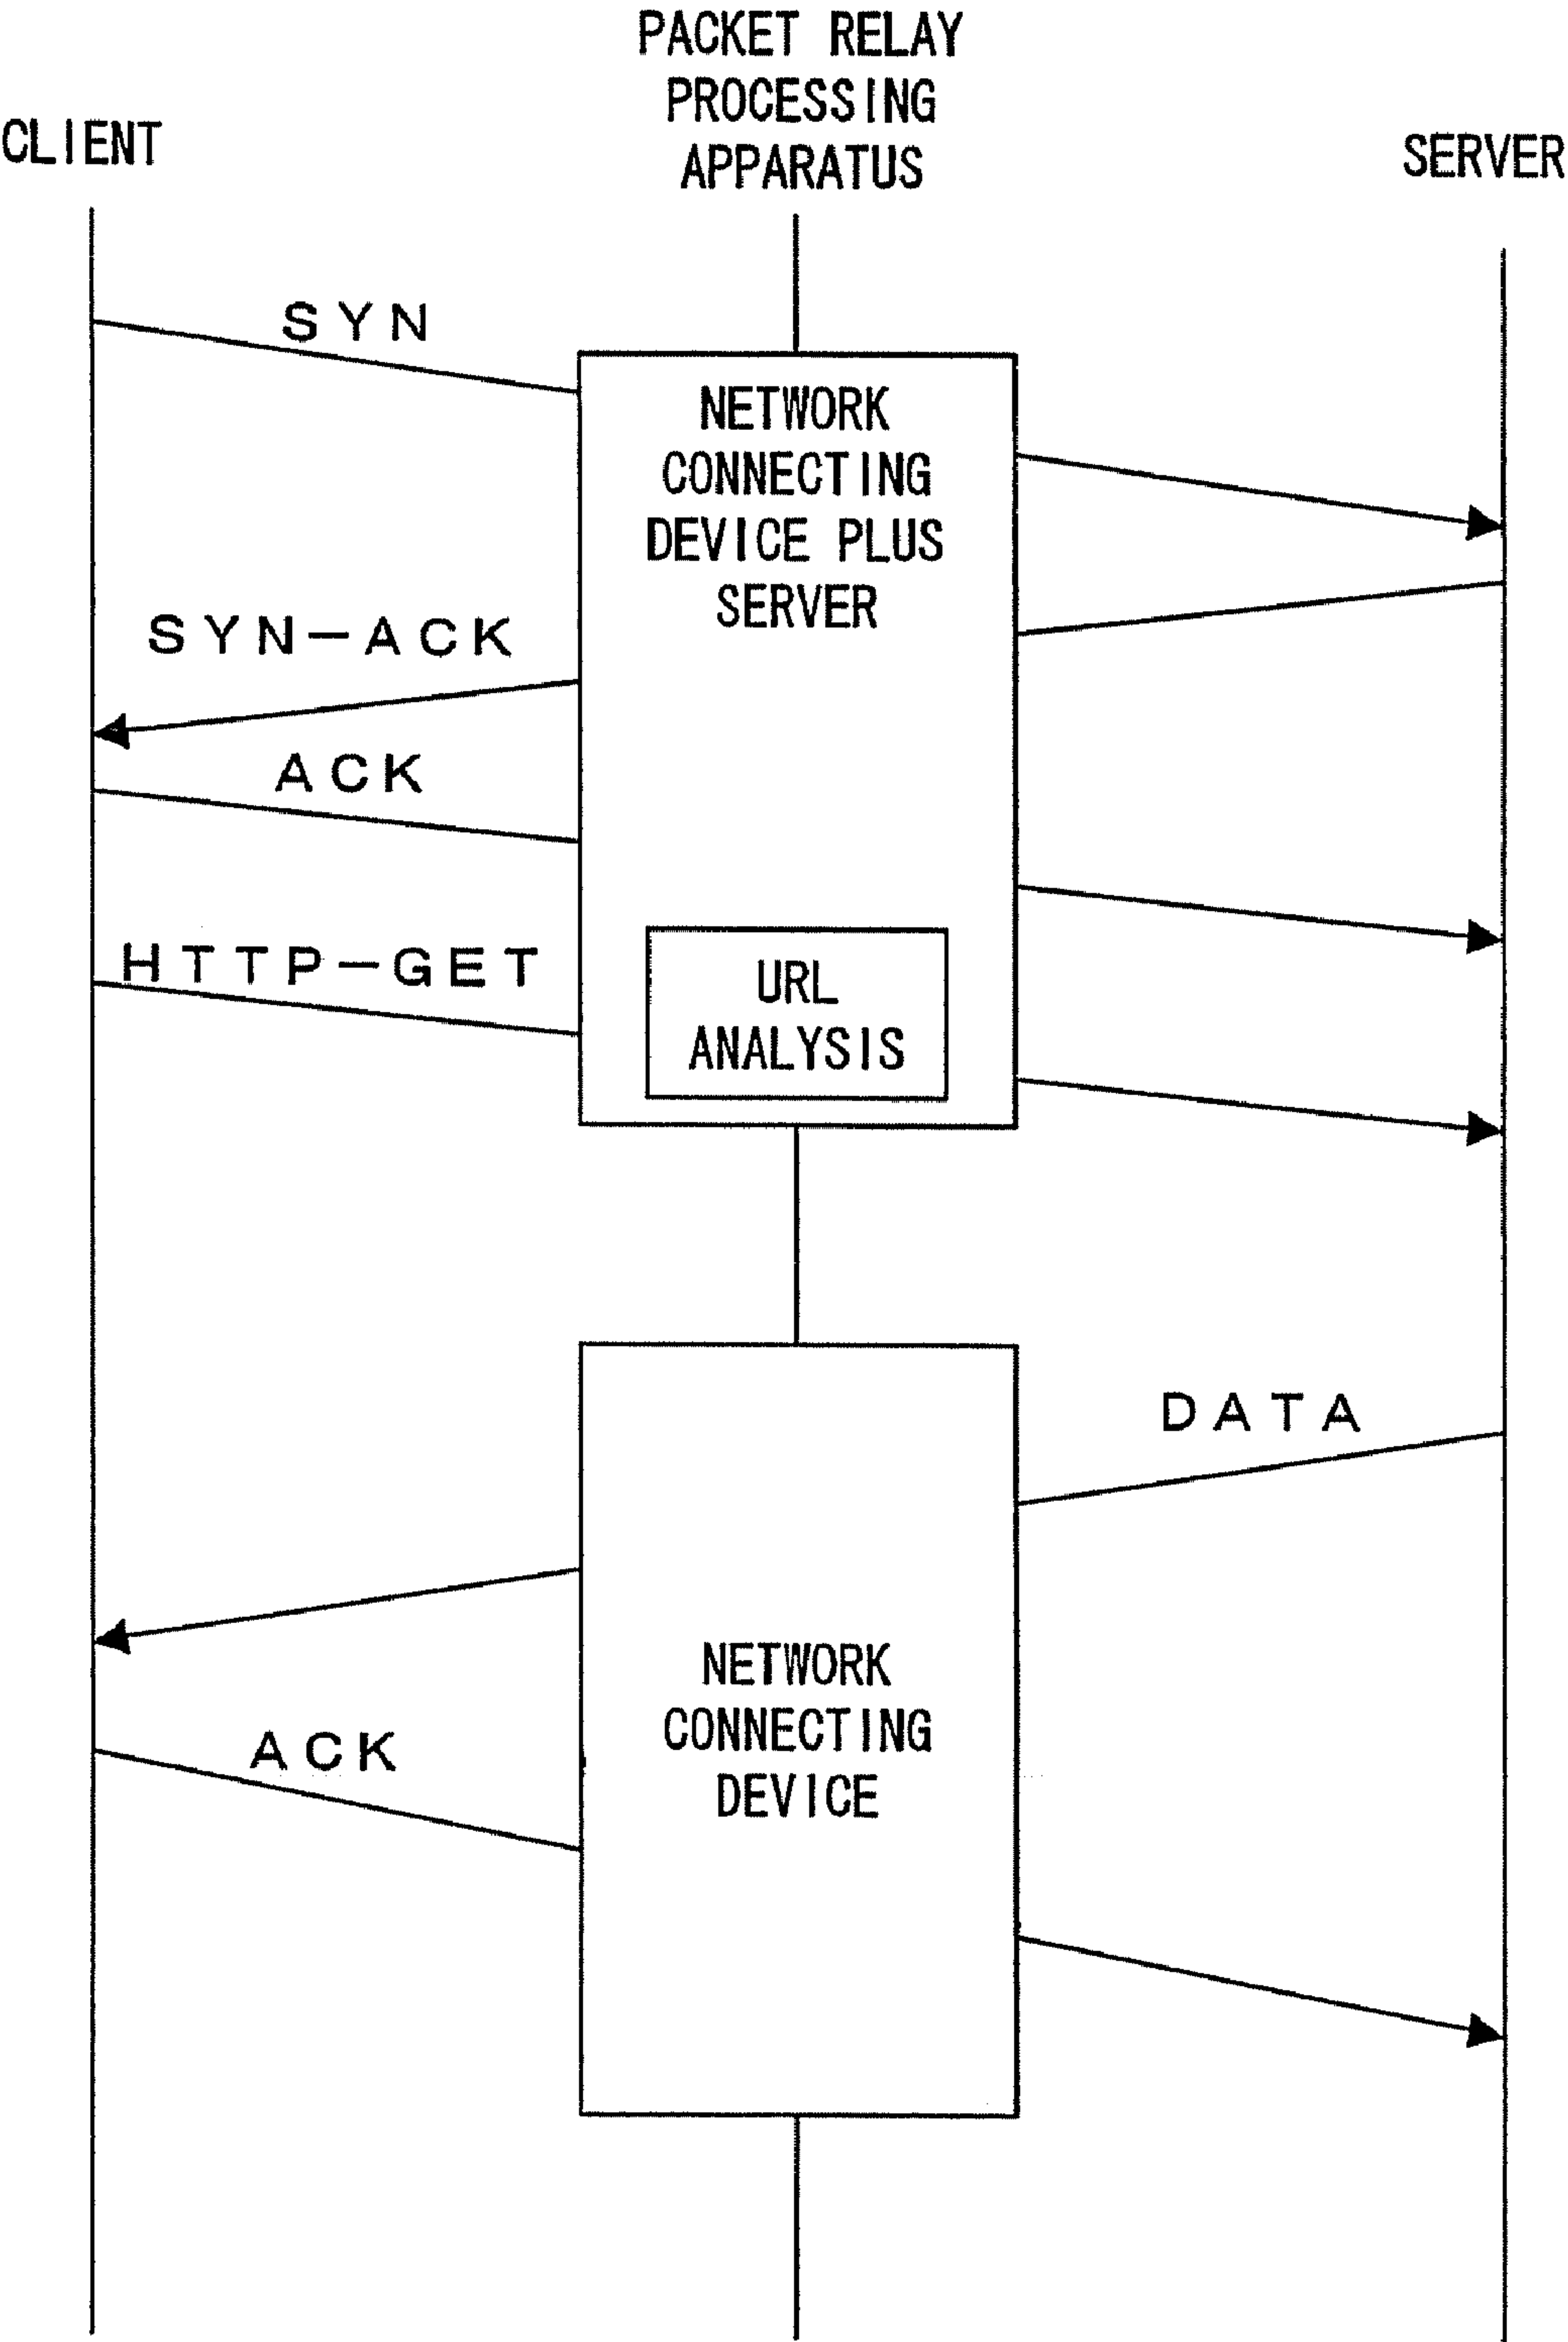 PACKET RELAY
PROCESSING
APPARATUS
CLIENT
SERVER
SYN
NETWORK
CONNECTING
DEVICE PLUS
SERVER
SYN-ACK
ACK
HTTP-GET
URL
ANALYSIS
DATA
NETWORK
CONNECTING
DEVICE
ACK